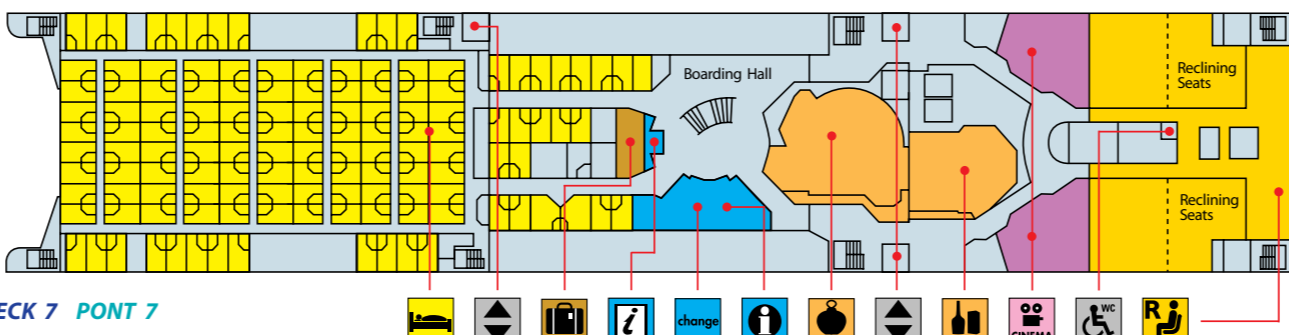 Boarding Hall
Reclining
Seats
Reclining
Seats
ECK 7 PONT 7
i
change
i
WC
CINEMA
R